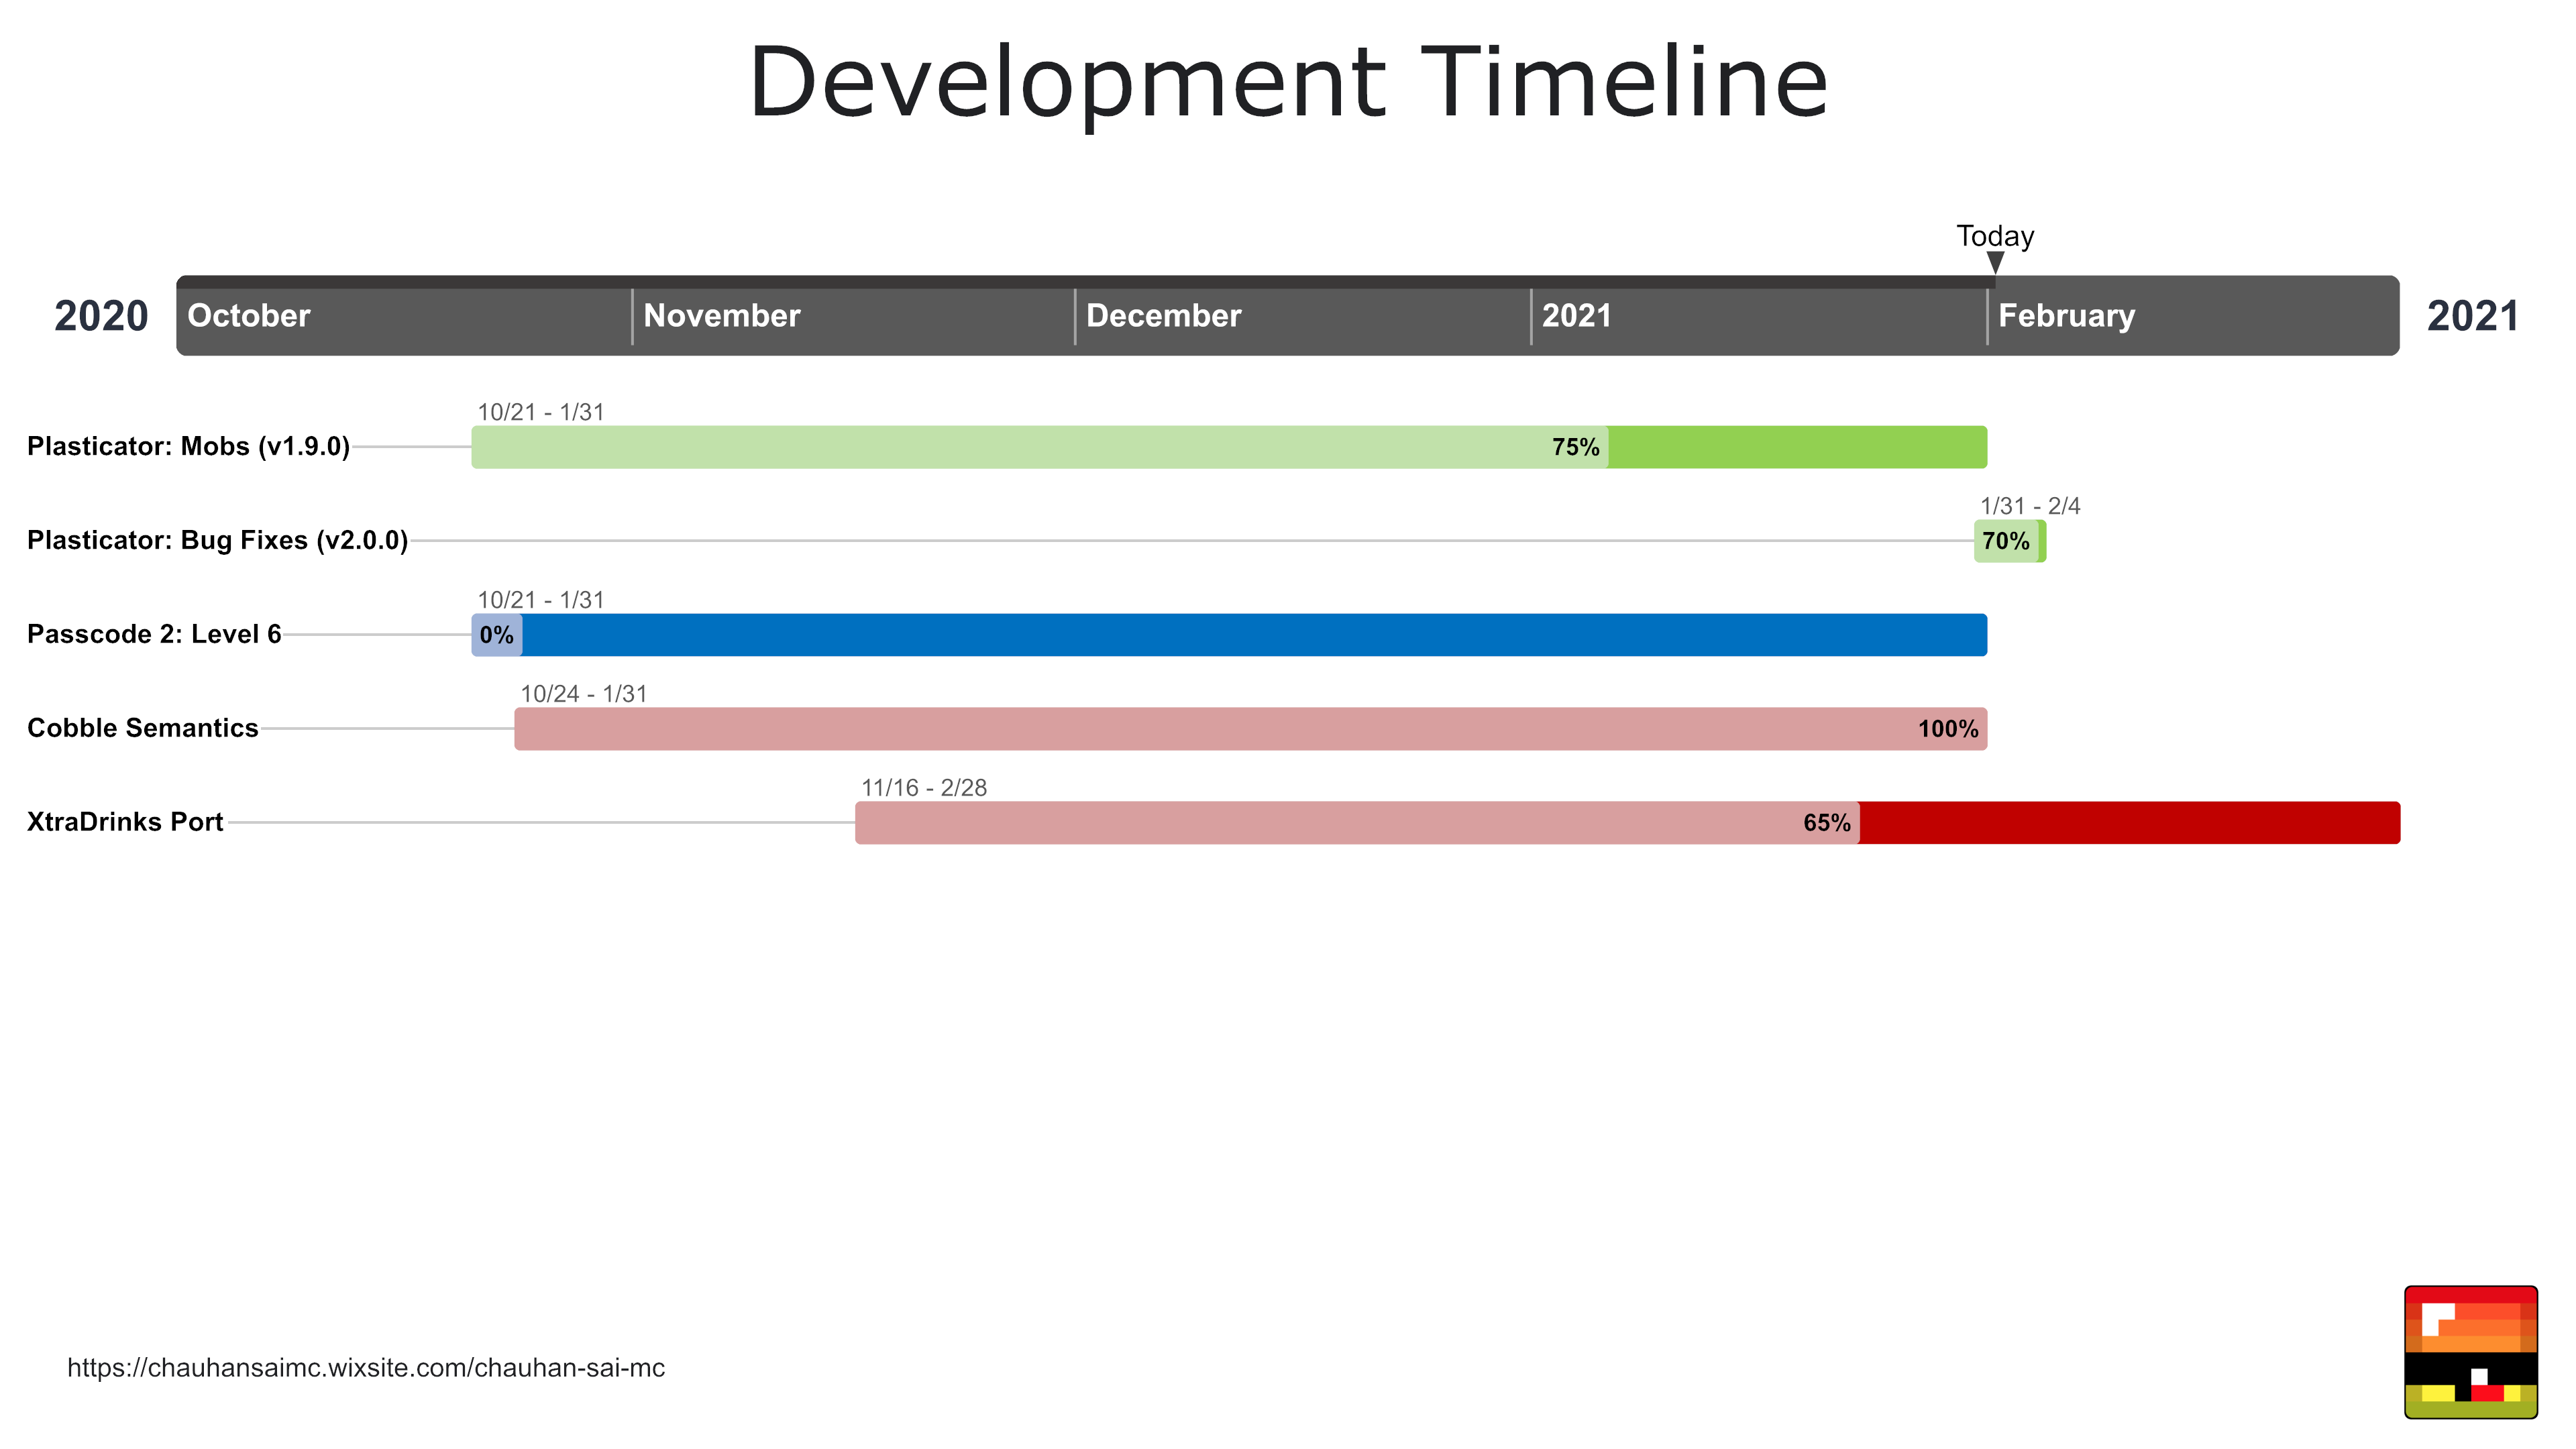 Development Timeline
Today
2020 October November December 2021 February 2021
10/21 - 1/31
Plasticator: Mobs (v1.9.0) 75%
1/31 - 2/4
Plasticator: Bug Fixes (v2.0.0) 70%
10/21 - 1/31
Passcode 2: Level 6 0%
10/24 - 1/31
Cobble Semantics 100%
11/16 - 2/28
XtraDrinks Port 65%
https://chauhansaimc.wixsite.com/chauhan-sai-mc